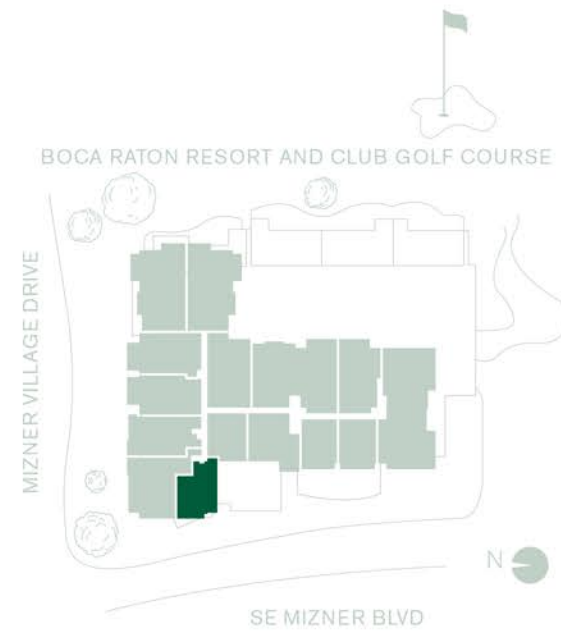 BOCA RATON RESORT AND CLUB GOLF COURSE
MIZNER VILLAGE DRIVE
N
SE MIZNER BLVD